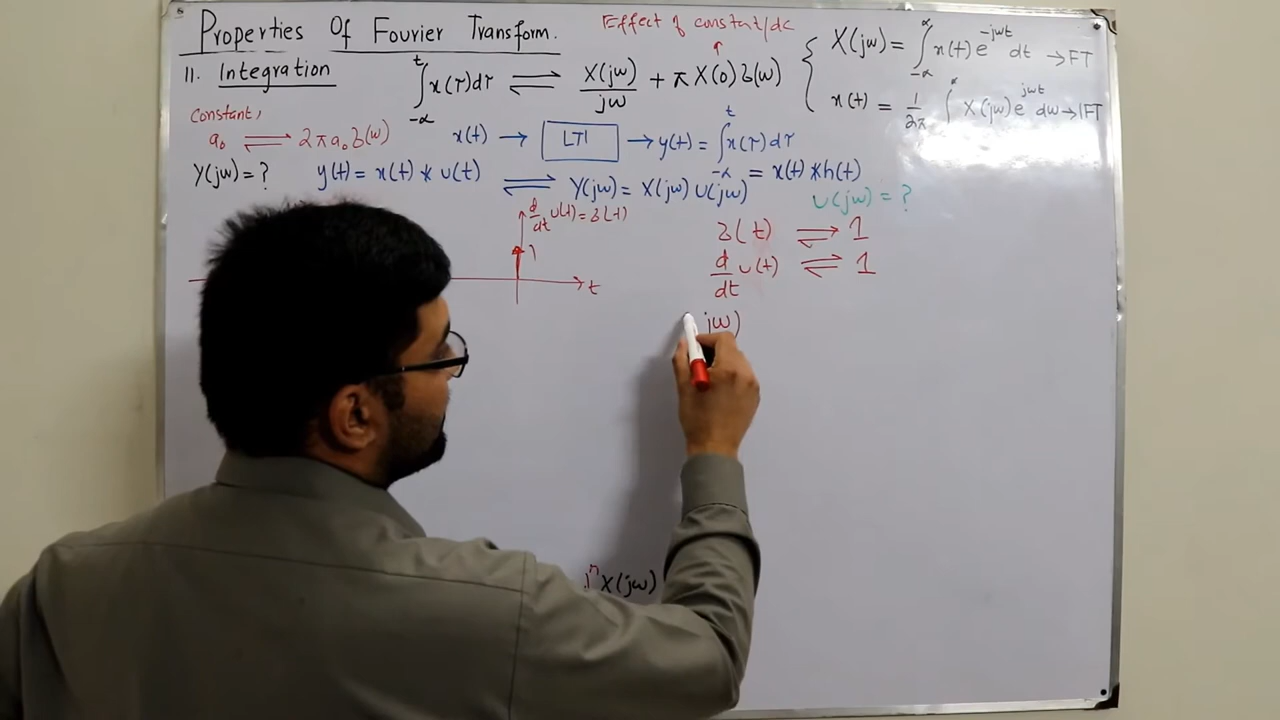 Properties Of Fourier Transform.
Effect of constant/dc
X(jω) = ∫_{-∝}^{∝} x(t) e^{-jωt} dt → FT
11. Integration
∫_{-∝}^{t} x(τ)dτ ⇌ X(jω)/jω + π X(0) δ(ω)
x(t) = 1/2π ∫^{∝} X(jω) e^{jωt} dω → IFT
Constant,
a₀ ⇌ 2πa₀ δ(ω)
x(t) → LTI → y(t) = ∫_{-∝}^{t} x(τ)dτ
= x(t) * h(t)
Y(jω) = ?
y(t) = x(t) * u(t) ⇌ Y(jω) = X(jω) U(jω)
U(jω) = ?
d/dt u(t) = δ(t)
1
t
δ(t) ⇌ 1
d/dt u(t) ⇌ 1
jω)
)ⁿ X(jω)